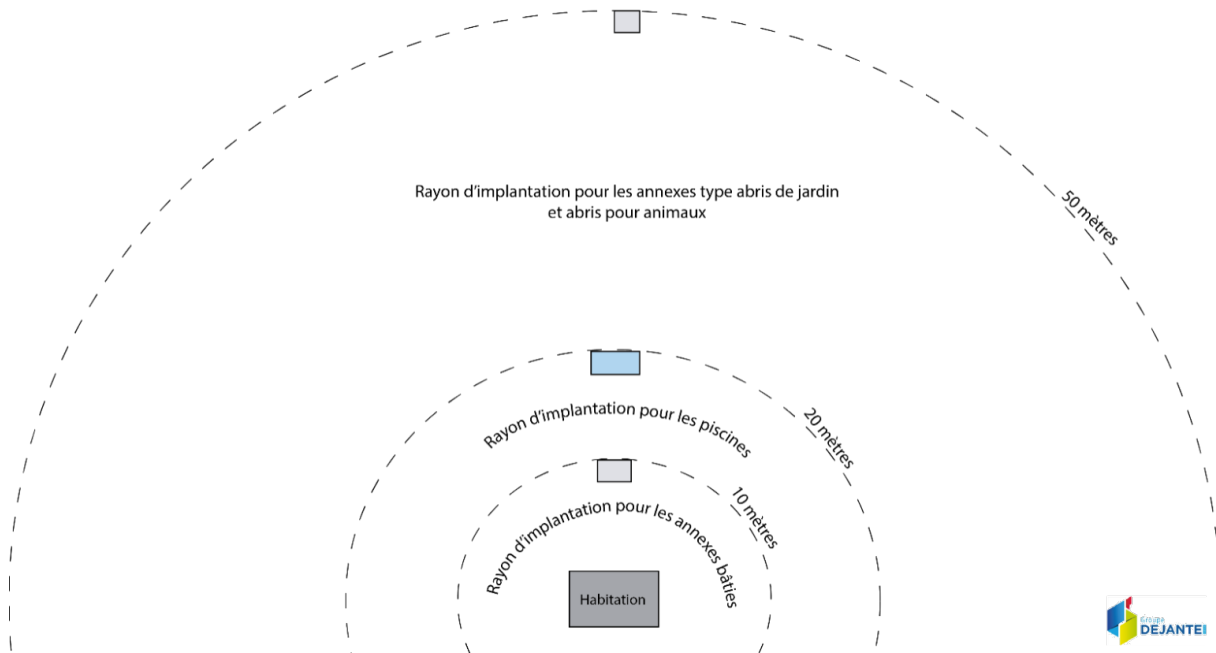 Rayon d'implantation pour les annexes type abris de jardin
et abris pour animaux
50 mètres
Rayon d'implantation pour les piscines
20 mètres
Rayon d'implantation pour les annexes bâties
10 mètres
Habitation
Groupe
DEJANTE